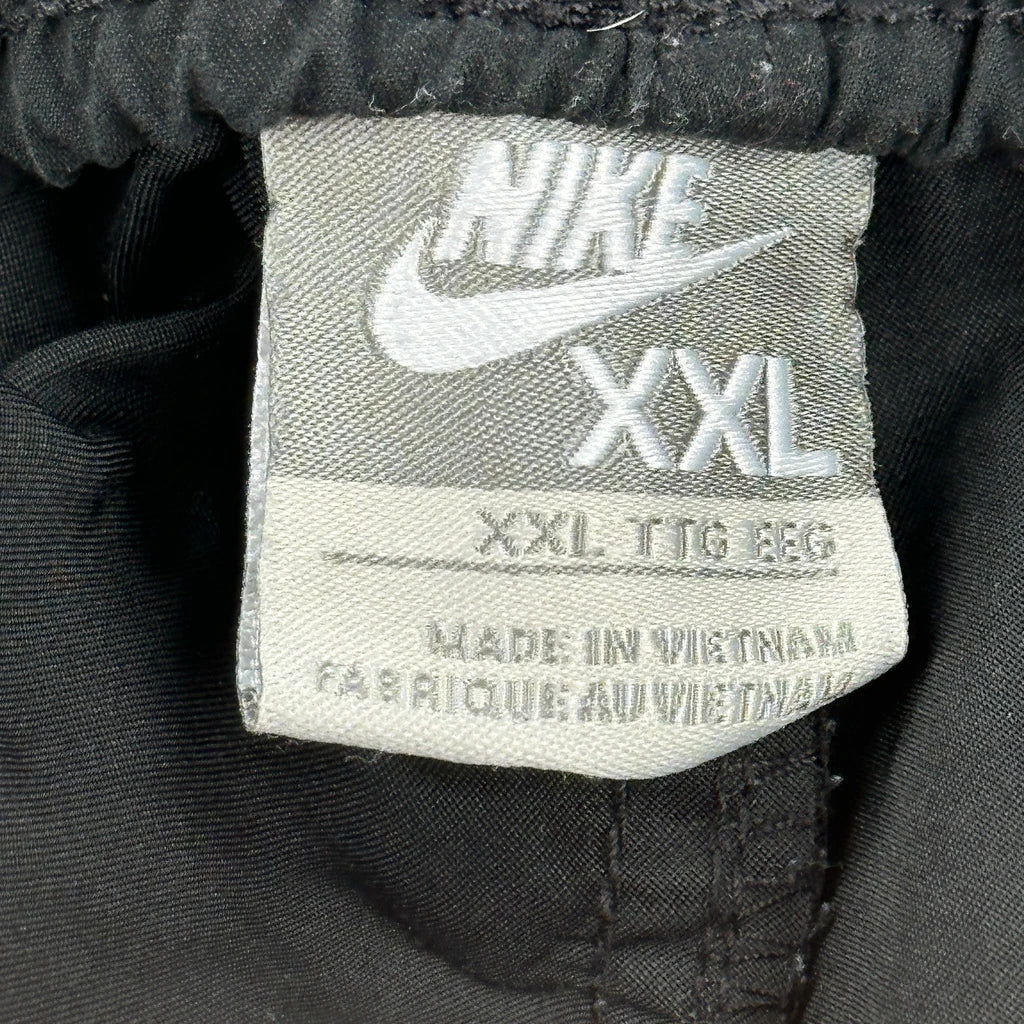 NIKE
XXL
XXL TTG EEG
MADE IN VIETNAM
FABRIQUE AU VIETNAM